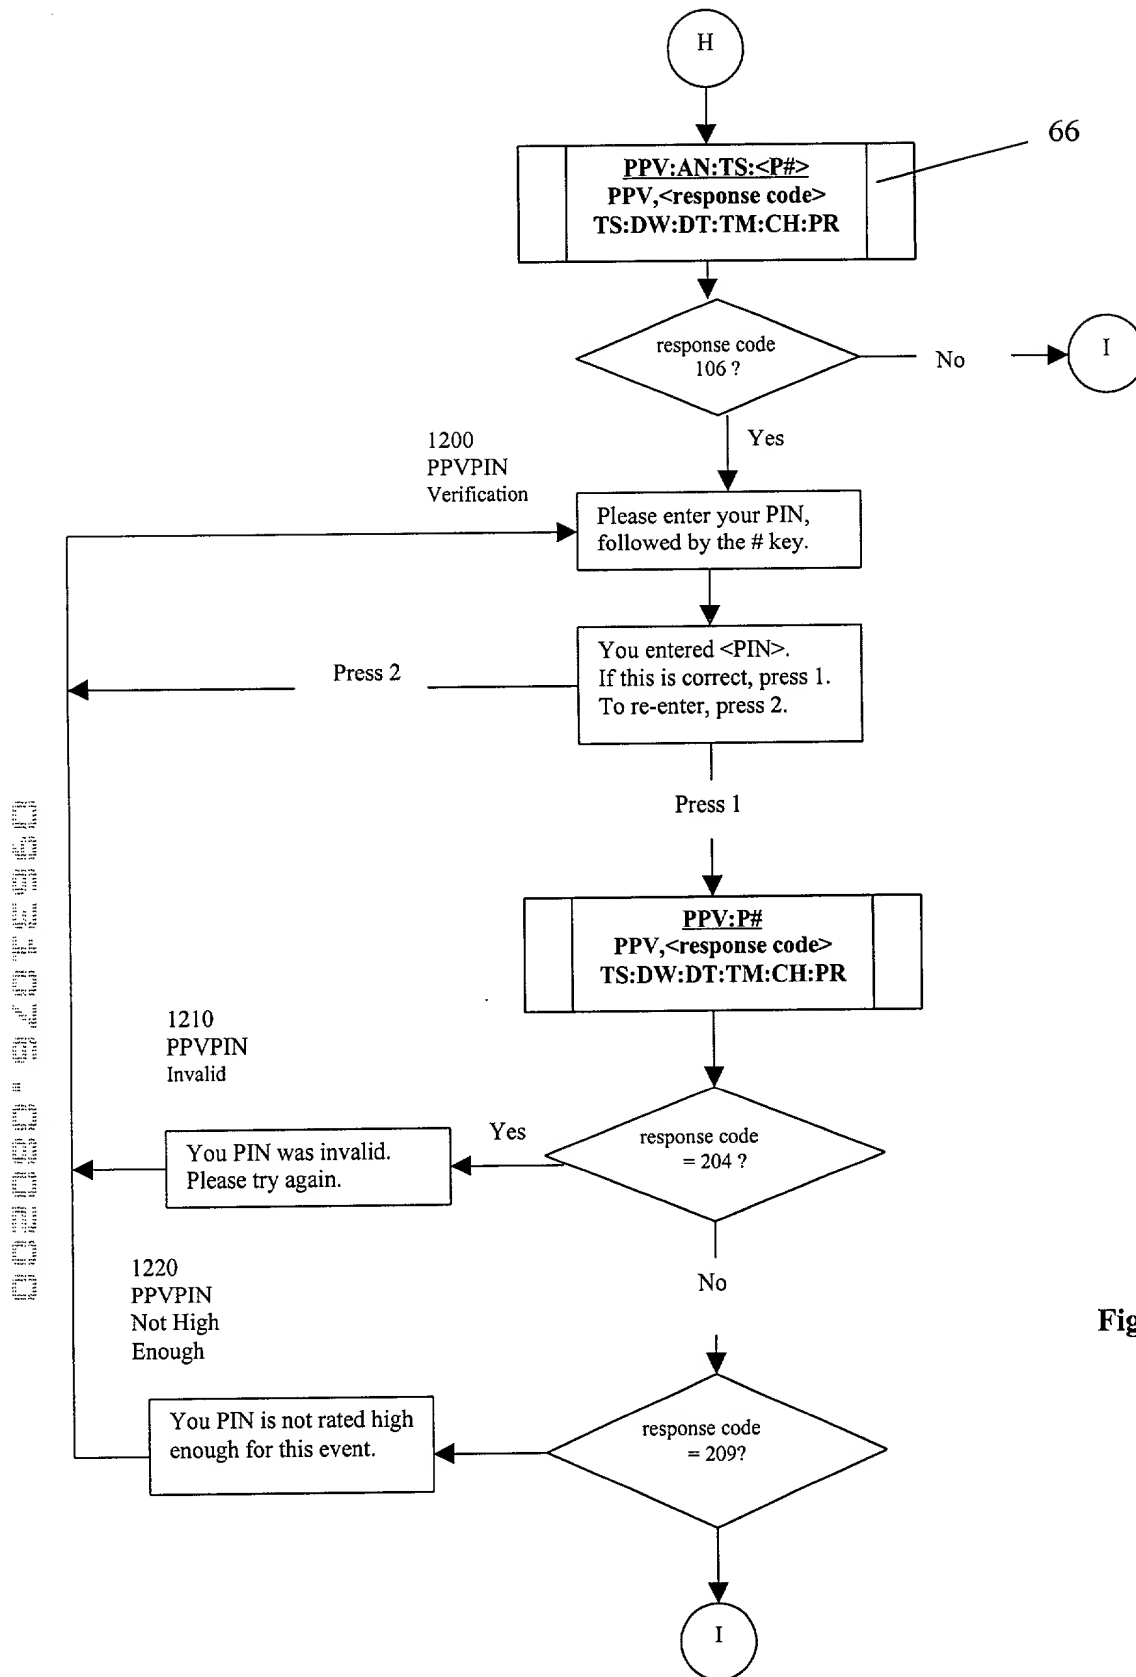 H
66
PPV:AN:TS:<P#>
PPV,<response code>
TS:DW:DT:TM:CH:PR
response code
106 ?
No
I
Yes
1200
PPVPIN
Verification
Please enter your PIN,
followed by the # key.
You entered <PIN>.
If this is correct, press 1.
To re-enter, press 2.
Press 2
Press 1
PPV:P#
PPV,<response code>
TS:DW:DT:TM:CH:PR
1210
PPVPIN
Invalid
You PIN was invalid.
Please try again.
Yes
response code
= 204 ?
No
1220
PPVPIN
Not High
Enough
Fig
You PIN is not rated high
enough for this event.
response code
= 209?
I